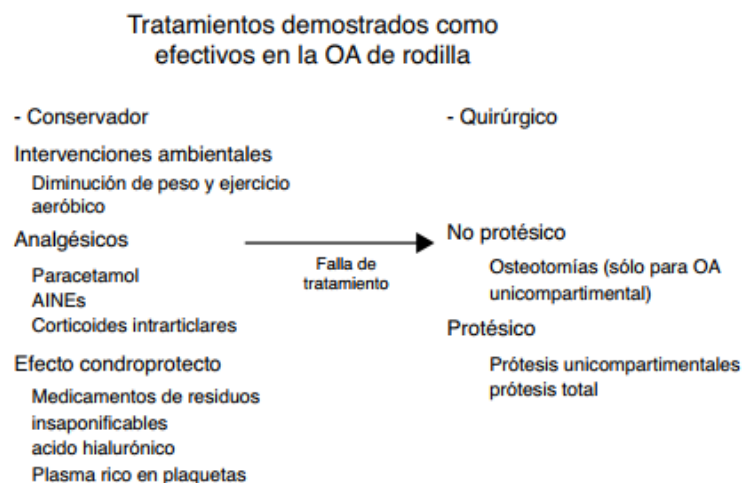 Tratamientos demostrados como
efectivos en la OA de rodilla
- Conservador
Intervenciones ambientales
Diminución de peso y ejercicio
aeróbico
Analgésicos
Paracetamol
AINEs
Corticoides intrarticlares
Efecto condroprotecto
Medicamentos de residuos
insaponificables
acido hialurónico
Plasma rico en plaquetas
Falla de
tratamiento
- Quirúrgico
No protésico
Osteotomías (sólo para OA
unicompartimental)
Protésico
Prótesis unicompartimentales
prótesis total